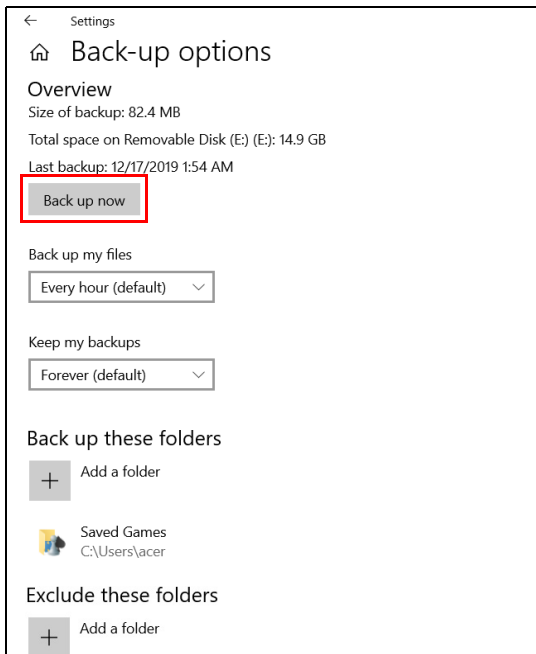 Settings
Back-up options
Overview
Size of backup: 82.4 MB
Total space on Removable Disk (E:) (E:): 14.9 GB
Last backup: 12/17/2019 1:54 AM
Back up now
Back up my files
Every hour (default)
Keep my backups
Forever (default)
Back up these folders
Add a folder
Saved Games
C:\Users\acer
Exclude these folders
Add a folder